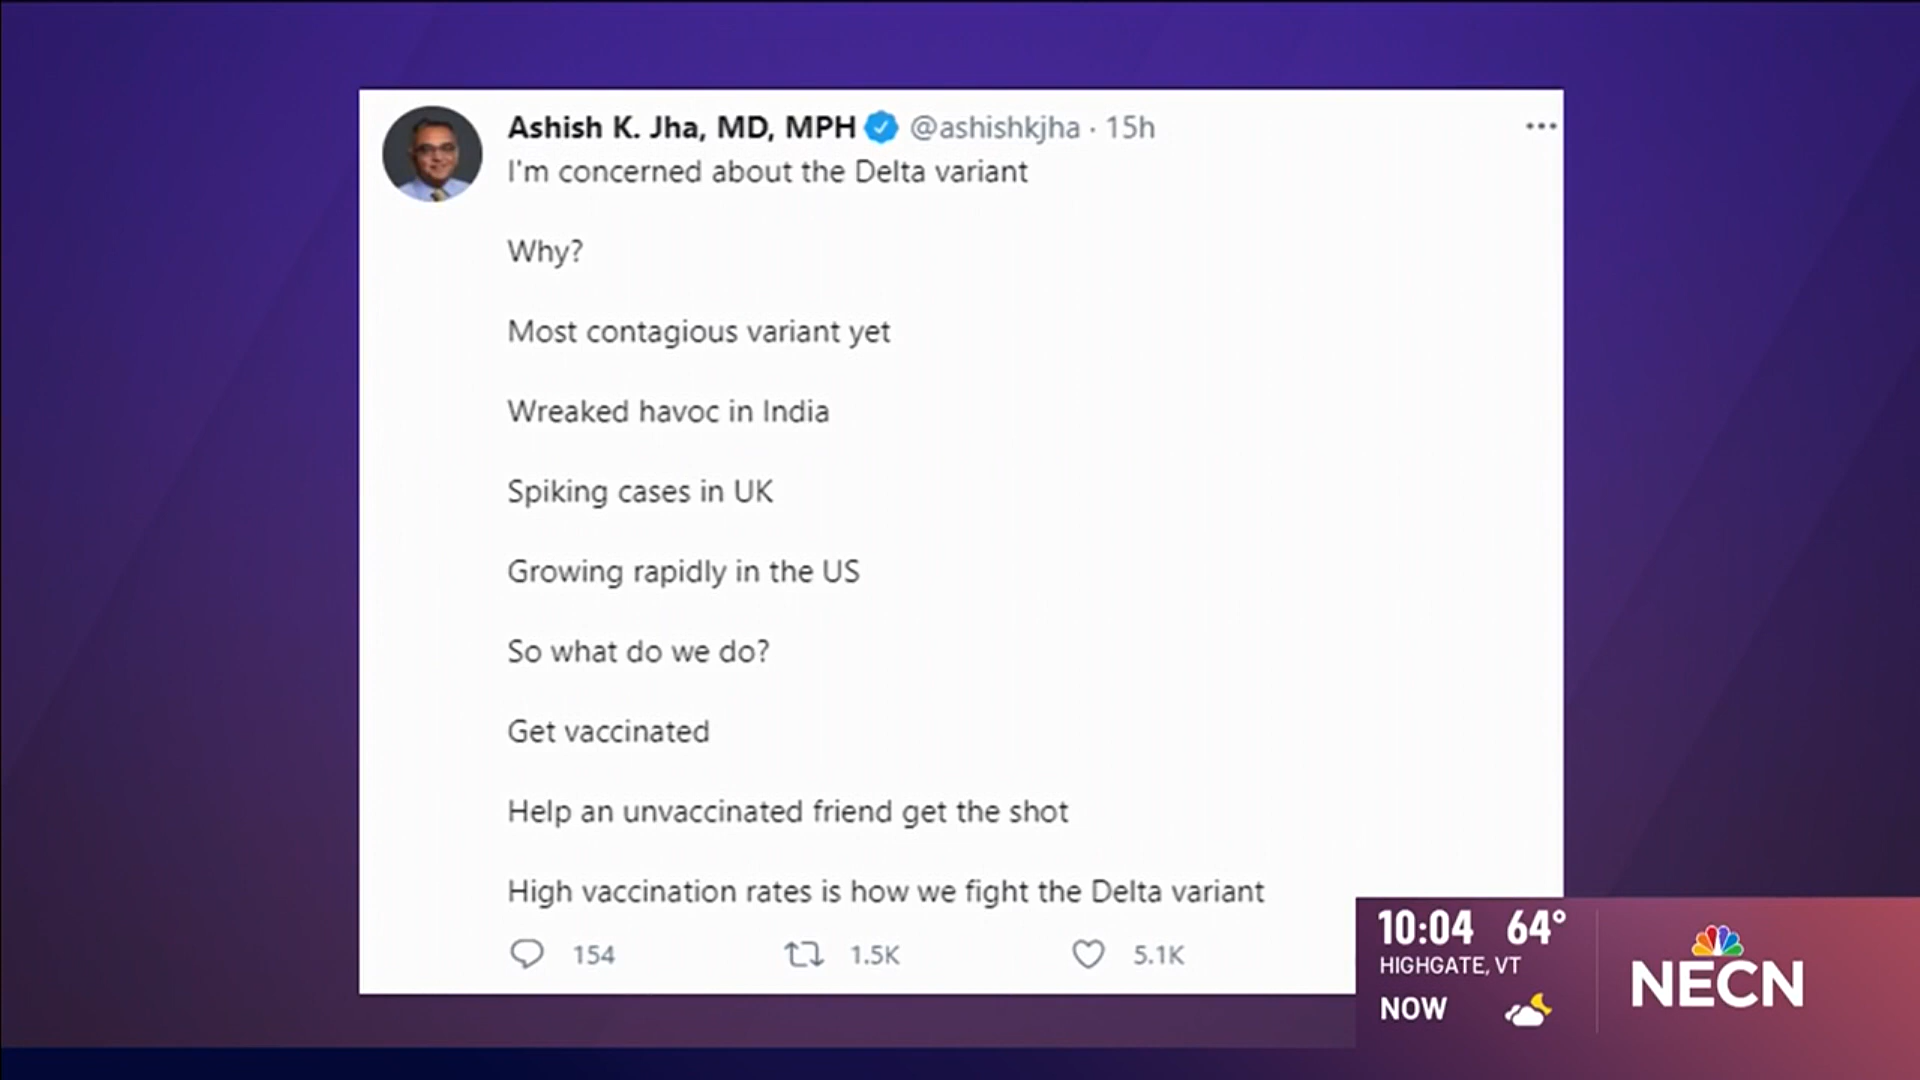 Ashish K. Jha, MD, MPH @ashishkjha · 15h
I'm concerned about the Delta variant
Why?
Most contagious variant yet
Wreaked havoc in India
Spiking cases in UK
Growing rapidly in the US
So what do we do?
Get vaccinated
Help an unvaccinated friend get the shot
High vaccination rates is how we fight the Delta variant
154 1.5K 5.1K
10:04 64°
HIGHGATE, VT
NOW
NECN